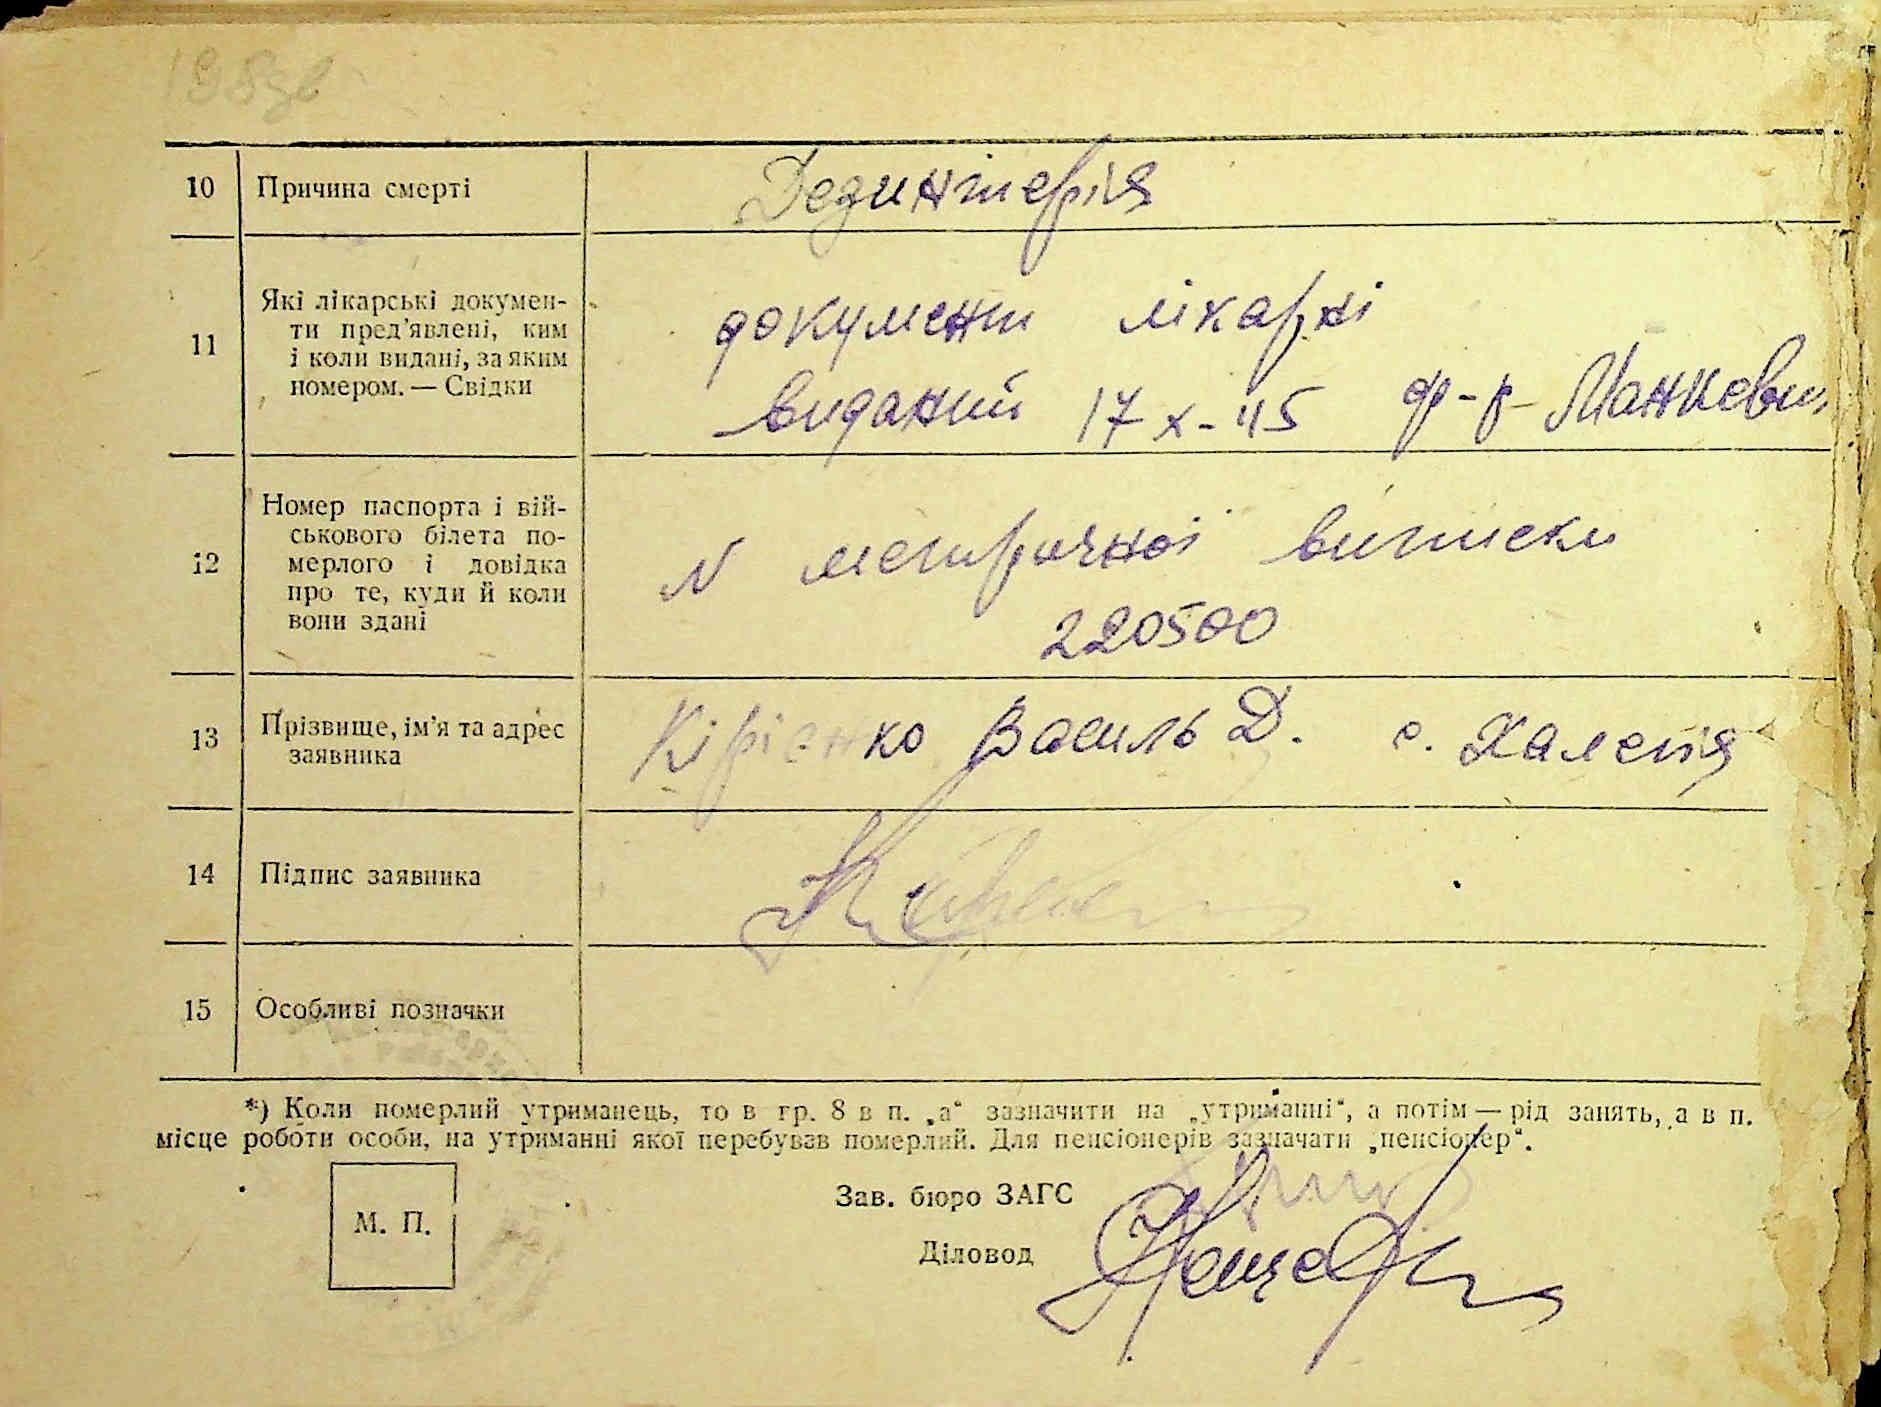 198зв
10 Причина смерті Дезинтерія
11 Які лікарські докумен-
ти пред'явлені, ким
і коли видані, за яким
номером. — Свідки
документ лікарні
виданий 17 х-45 др-р Манкевич
12 Номер паспорта і вій-
ськового білета по-
мерлого і довідка
про те, куди й коли
вони здані
N метричної виписки
220500
13 Прізвище, ім'я та адрес
заявника
Кірієнко Василь Д. с. Халепія
14 Підпис заявника
15 Особливі позначки
*) Коли померлий утриманець, то в гр. 8 в п. „а" зазначити на „утриманні", а потім — рід занять, а в п.
місце роботи особи, на утриманні якої перебував померлий. Для пенсіонерів зазначати „пенсіонер".
М. П.
Зав. бюро ЗАГС
Діловод